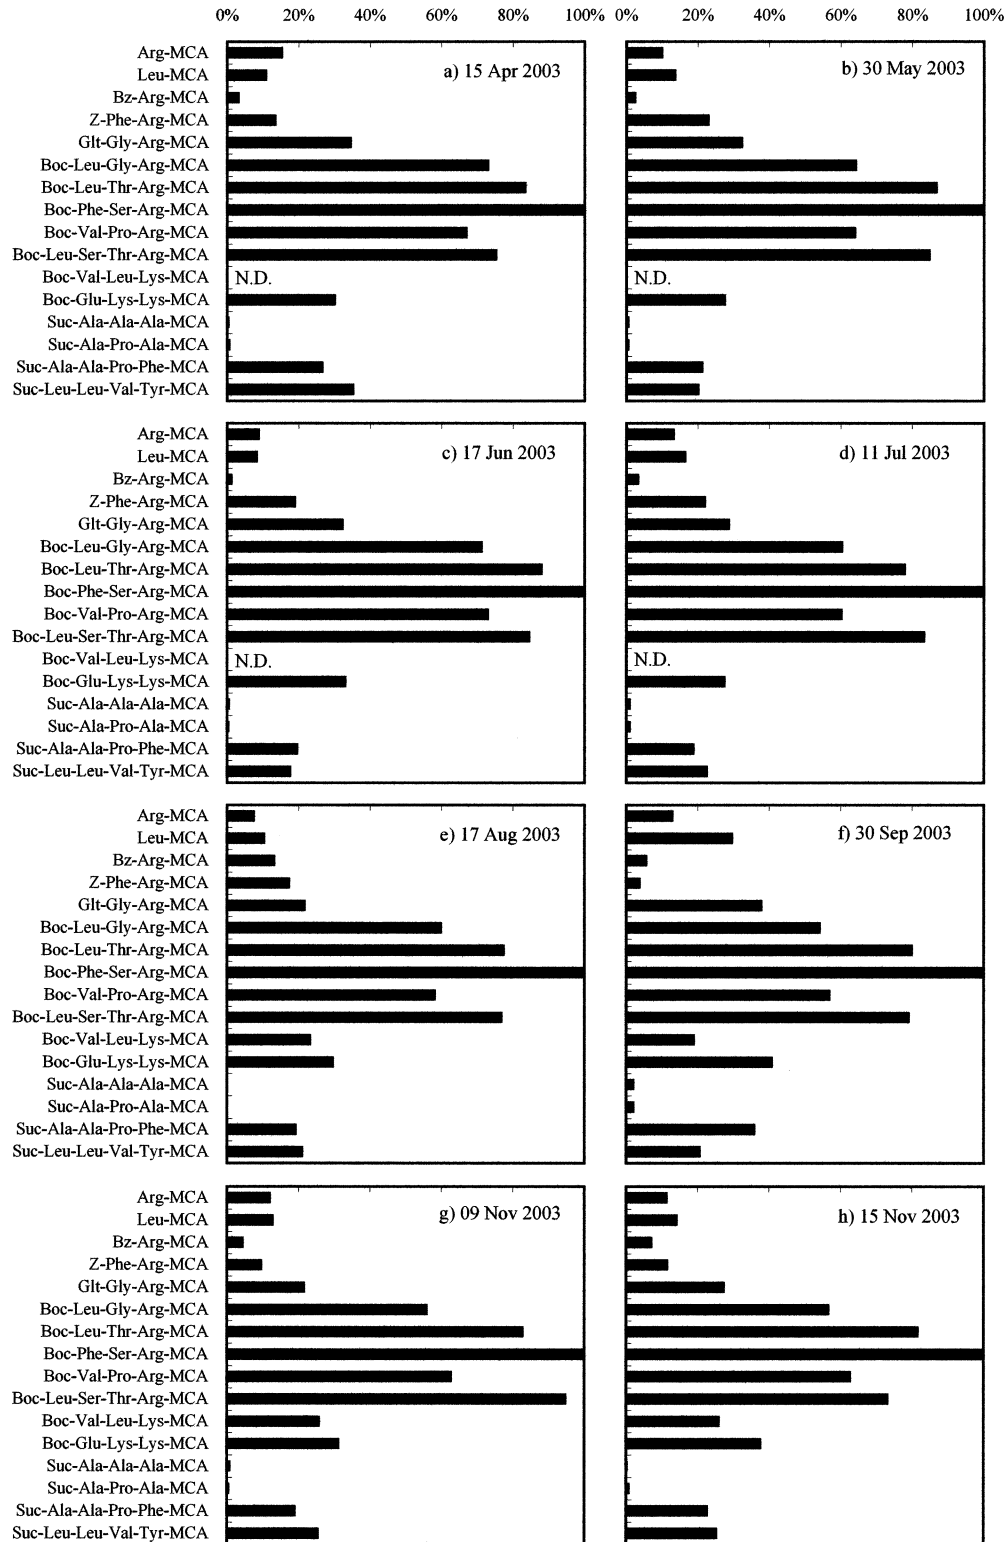 0% 20% 40% 60% 80% 100% 0% 20% 40% 60% 80% 100%
Arg-MCA
Leu-MCA
Bz-Arg-MCA
Z-Phe-Arg-MCA
Glt-Gly-Arg-MCA
Boc-Leu-Gly-Arg-MCA
Boc-Leu-Thr-Arg-MCA
Boc-Phe-Ser-Arg-MCA
Boc-Val-Pro-Arg-MCA
Boc-Leu-Ser-Thr-Arg-MCA
Boc-Val-Leu-Lys-MCA
Boc-Glu-Lys-Lys-MCA
Suc-Ala-Ala-Ala-MCA
Suc-Ala-Pro-Ala-MCA
Suc-Ala-Ala-Pro-Phe-MCA
Suc-Leu-Leu-Val-Tyr-MCA
a) 15 Apr 2003
N.D.
b) 30 May 2003
N.D.
Arg-MCA
Leu-MCA
Bz-Arg-MCA
Z-Phe-Arg-MCA
Glt-Gly-Arg-MCA
Boc-Leu-Gly-Arg-MCA
Boc-Leu-Thr-Arg-MCA
Boc-Phe-Ser-Arg-MCA
Boc-Val-Pro-Arg-MCA
Boc-Leu-Ser-Thr-Arg-MCA
Boc-Val-Leu-Lys-MCA
Boc-Glu-Lys-Lys-MCA
Suc-Ala-Ala-Ala-MCA
Suc-Ala-Pro-Ala-MCA
Suc-Ala-Ala-Pro-Phe-MCA
Suc-Leu-Leu-Val-Tyr-MCA
c) 17 Jun 2003
N.D.
d) 11 Jul 2003
N.D.
Arg-MCA
Leu-MCA
Bz-Arg-MCA
Z-Phe-Arg-MCA
Glt-Gly-Arg-MCA
Boc-Leu-Gly-Arg-MCA
Boc-Leu-Thr-Arg-MCA
Boc-Phe-Ser-Arg-MCA
Boc-Val-Pro-Arg-MCA
Boc-Leu-Ser-Thr-Arg-MCA
Boc-Val-Leu-Lys-MCA
Boc-Glu-Lys-Lys-MCA
Suc-Ala-Ala-Ala-MCA
Suc-Ala-Pro-Ala-MCA
Suc-Ala-Ala-Pro-Phe-MCA
Suc-Leu-Leu-Val-Tyr-MCA
e) 17 Aug 2003
f) 30 Sep 2003
Arg-MCA
Leu-MCA
Bz-Arg-MCA
Z-Phe-Arg-MCA
Glt-Gly-Arg-MCA
Boc-Leu-Gly-Arg-MCA
Boc-Leu-Thr-Arg-MCA
Boc-Phe-Ser-Arg-MCA
Boc-Val-Pro-Arg-MCA
Boc-Leu-Ser-Thr-Arg-MCA
Boc-Val-Leu-Lys-MCA
Boc-Glu-Lys-Lys-MCA
Suc-Ala-Ala-Ala-MCA
Suc-Ala-Pro-Ala-MCA
Suc-Ala-Ala-Pro-Phe-MCA
Suc-Leu-Leu-Val-Tyr-MCA
g) 09 Nov 2003
h) 15 Nov 2003